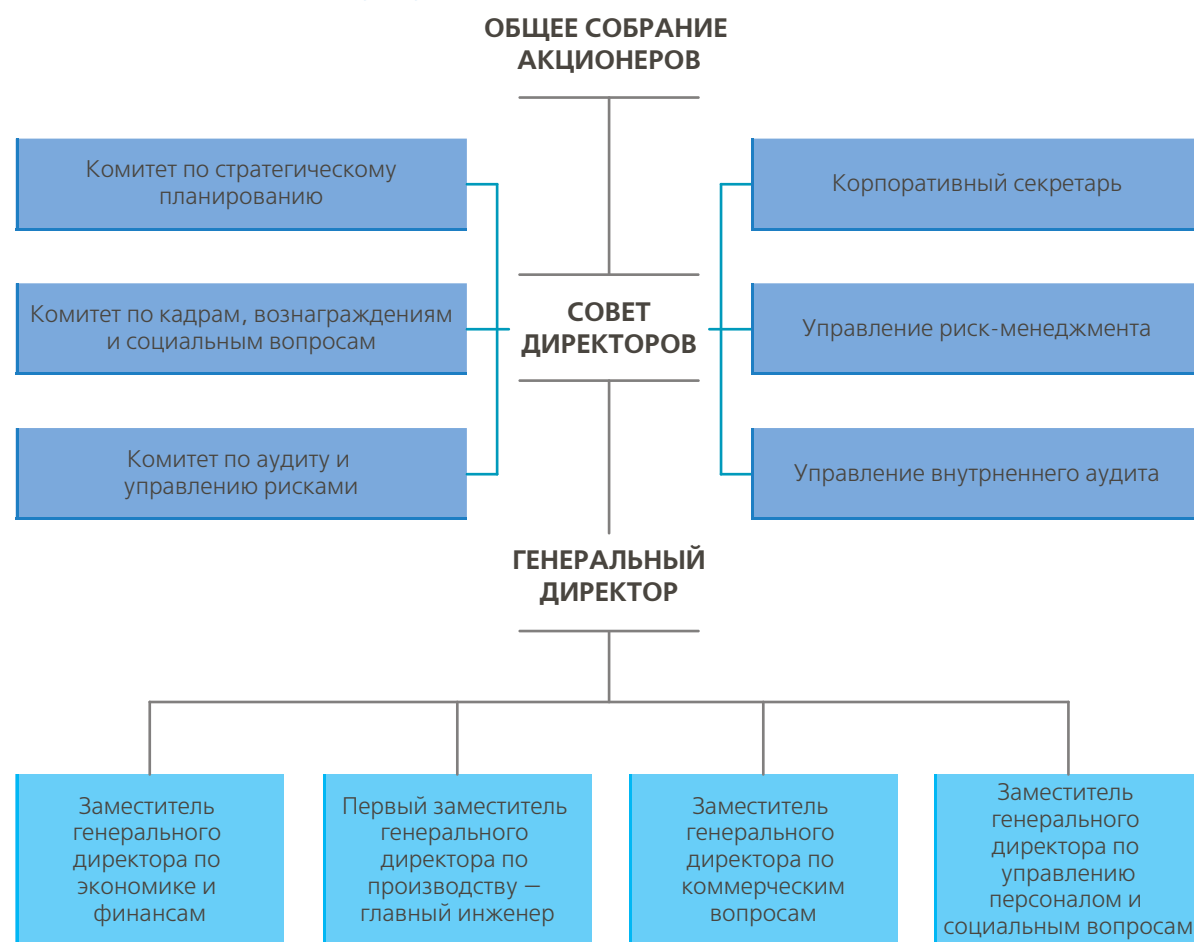 ОБЩЕЕ СОБРАНИЕ
АКЦИОНЕРОВ
Комитет по стратегическому
планированию
Корпоративный секретарь
Комитет по кадрам, вознаграждениям
и социальным вопросам
СОВЕТ
ДИРЕКТОРОВ
Управление риск-менеджмента
Комитет по аудиту и
управлению рисками
Управление внутрненнего аудита
ГЕНЕРАЛЬНЫЙ
ДИРЕКТОР
Заместитель
генерального
директора по
экономике и
финансам
Первый заместитель
генерального
директора по
производству —
главный инженер
Заместитель
генерального
директора по
коммерческим
вопросам
Заместитель
генерального
директора по
управлению
персоналом и
социальным вопросам